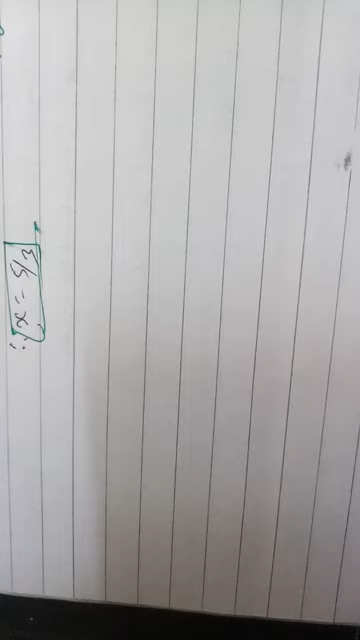 ∴ x = 5/3